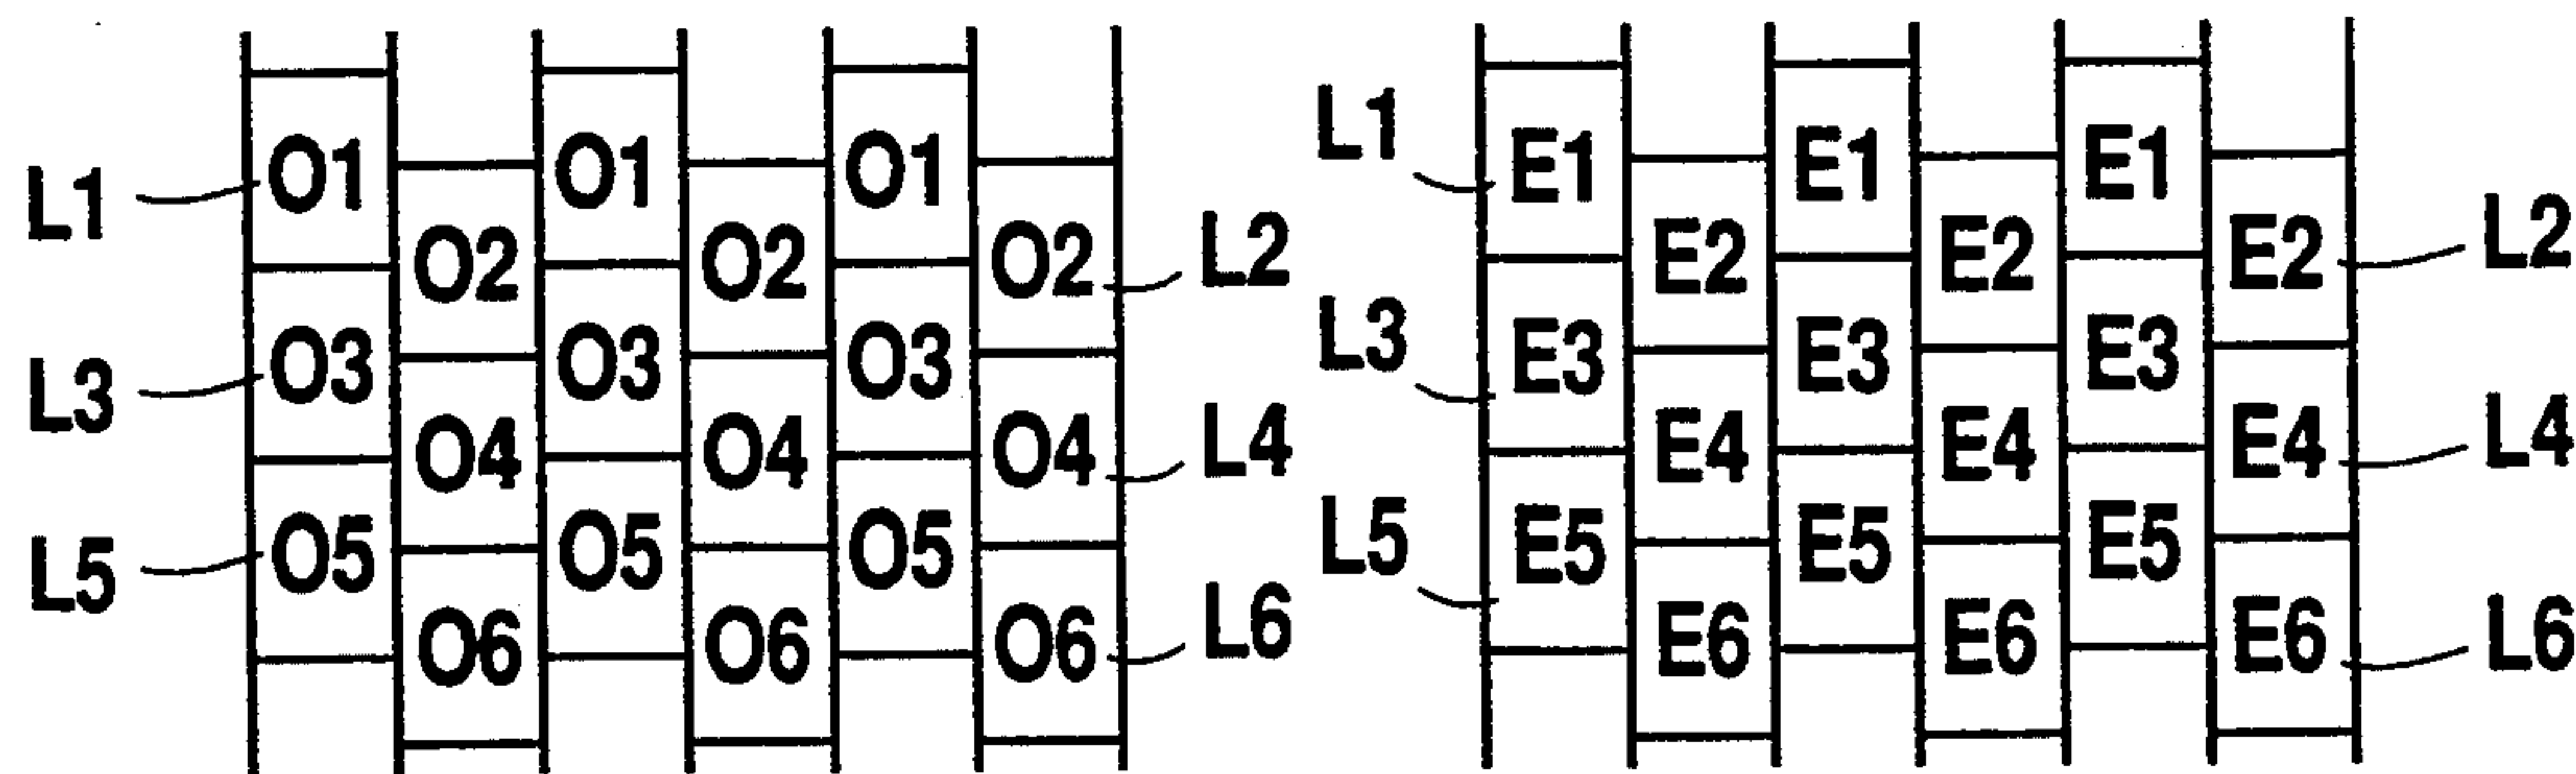 L1 O1 O1 O1
O2 O2 O2 L2
L3 O3 O3 O3
O4 O4 O4 L4
L5 O5 O5 O5
O6 O6 O6 L6
L1 E1 E1 E1
E2 E2 E2 L2
L3 E3 E3 E3
E4 E4 E4 L4
L5 E5 E5 E5
E6 E6 E6 L6